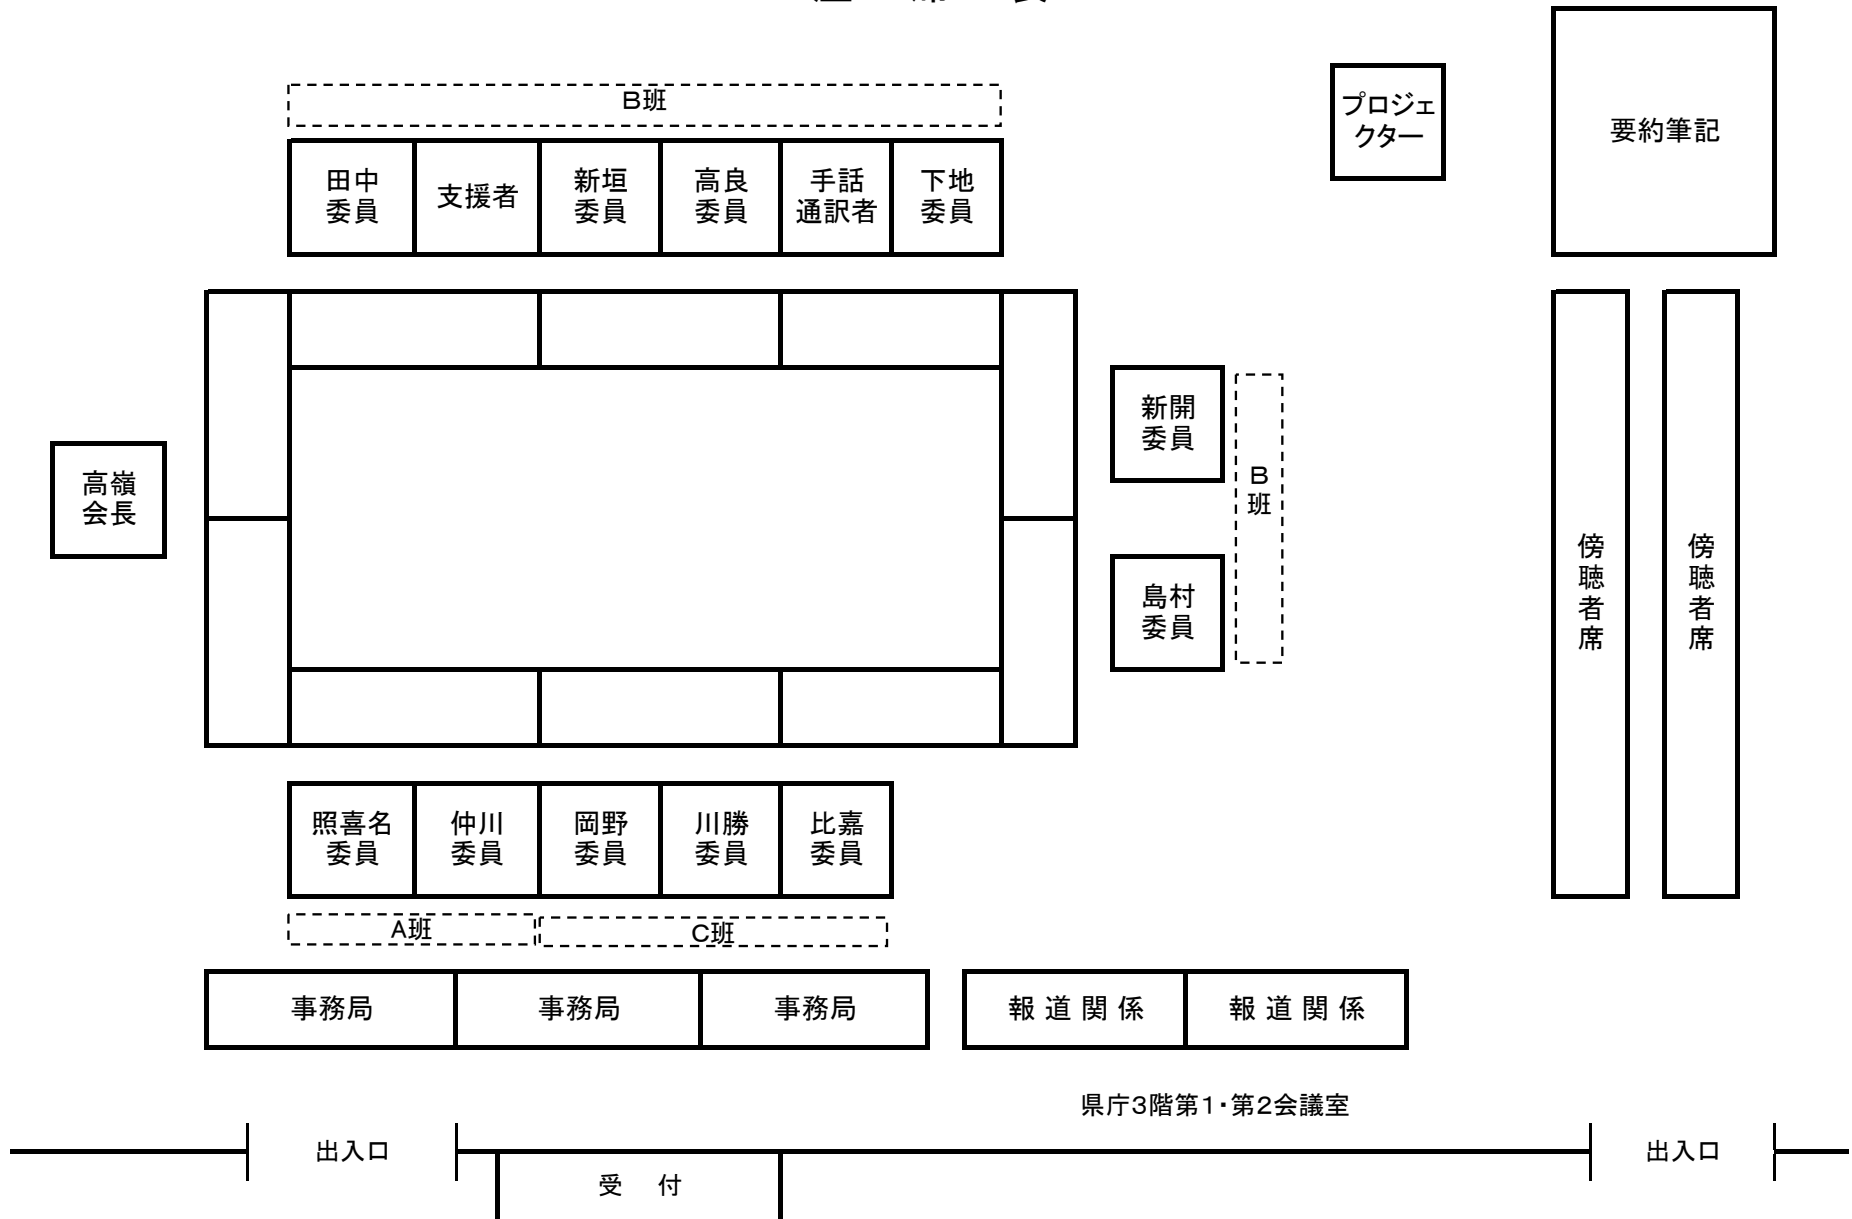 B班
プロジェ
クター
要約筆記
田中
委員
支援者
新垣
委員
高良
委員
手話
通訳者
下地
委員
新開
委員
B
班
高嶺
会長
島村
委員
傍
聴
者
席
傍
聴
者
席
照喜名
委員
仲川
委員
岡野
委員
川勝
委員
比嘉
委員
A班
C班
事務局
事務局
事務局
報道関係
報道関係
県庁3階第1・第2会議室
出入口
出入口
受　付